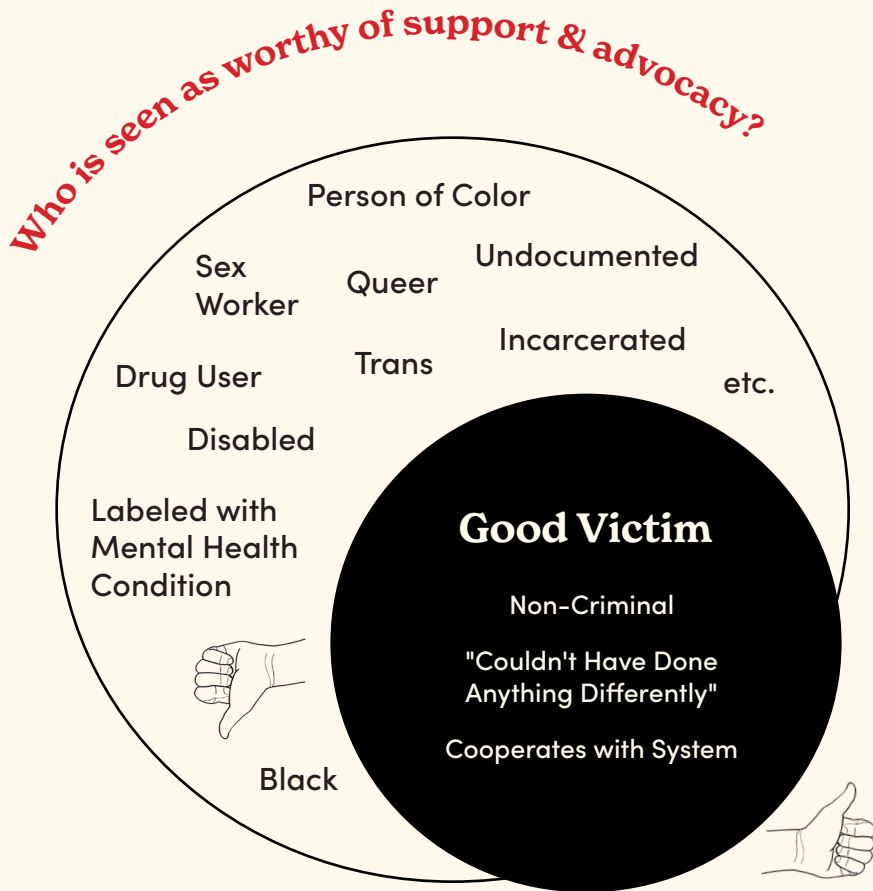 Who is seen as worthy of support & advocacy?
Person of Color
Undocumented
Sex
Worker
Queer
Incarcerated
Trans
Drug User
etc.
Disabled
Labeled with
Mental Health
Condition
Good Victim
Non-Criminal
"Couldn't Have Done
Anything Differently"
Cooperates with System
Black